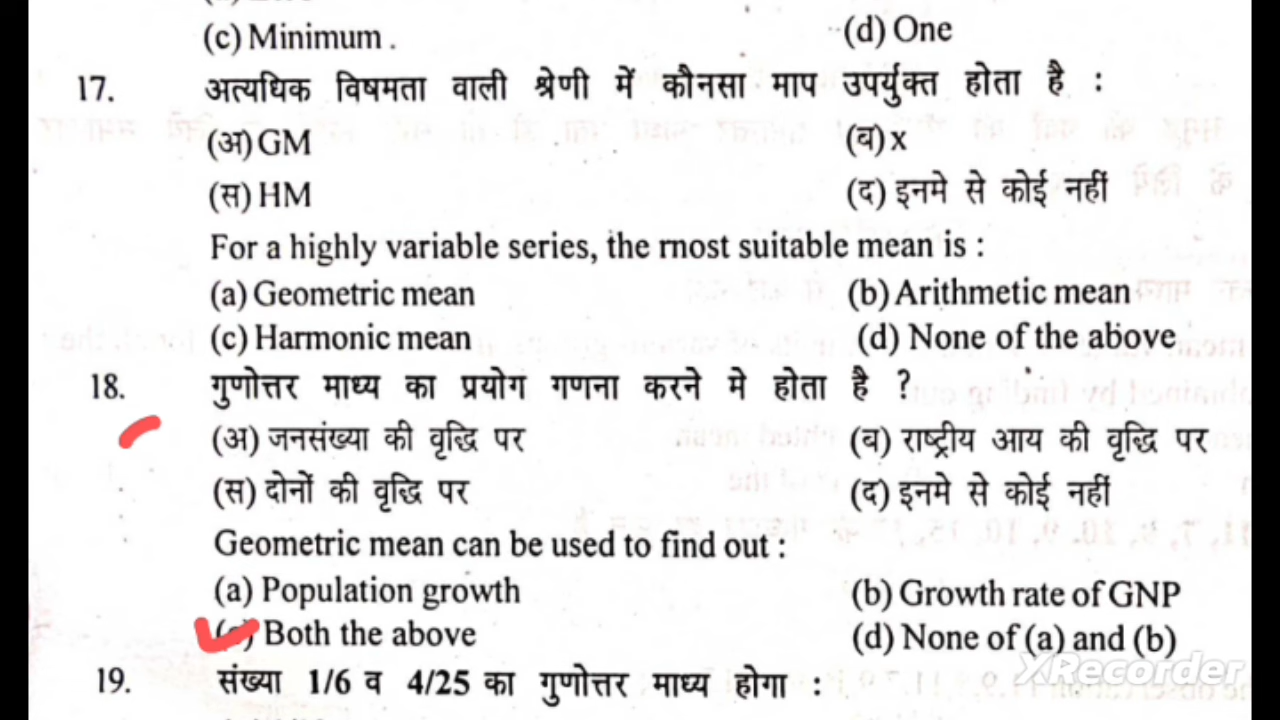 (c) Minimum .
(d) One
17. अत्यधिक विषमता वाली श्रेणी में कौनसा माप उपर्युक्त होता है :
(अ) GM (ब) x
(स) HM (द) इनमे से कोई नहीं
For a highly variable series, the most suitable mean is :
(a) Geometric mean (b) Arithmetic mean
(c) Harmonic mean (d) None of the above
18. गुणोत्तर माध्य का प्रयोग गणना करने मे होता है ?
(अ) जनसंख्या की वृद्धि पर (ब) राष्ट्रीय आय की वृद्धि पर
(स) दोनों की वृद्धि पर (द) इनमे से कोई नहीं
Geometric mean can be used to find out :
(a) Population growth (b) Growth rate of GNP
(c) Both the above (d) None of (a) and (b)
19. संख्या 1/6 व 4/25 का गुणोत्तर माध्य होगा :
XRecorder